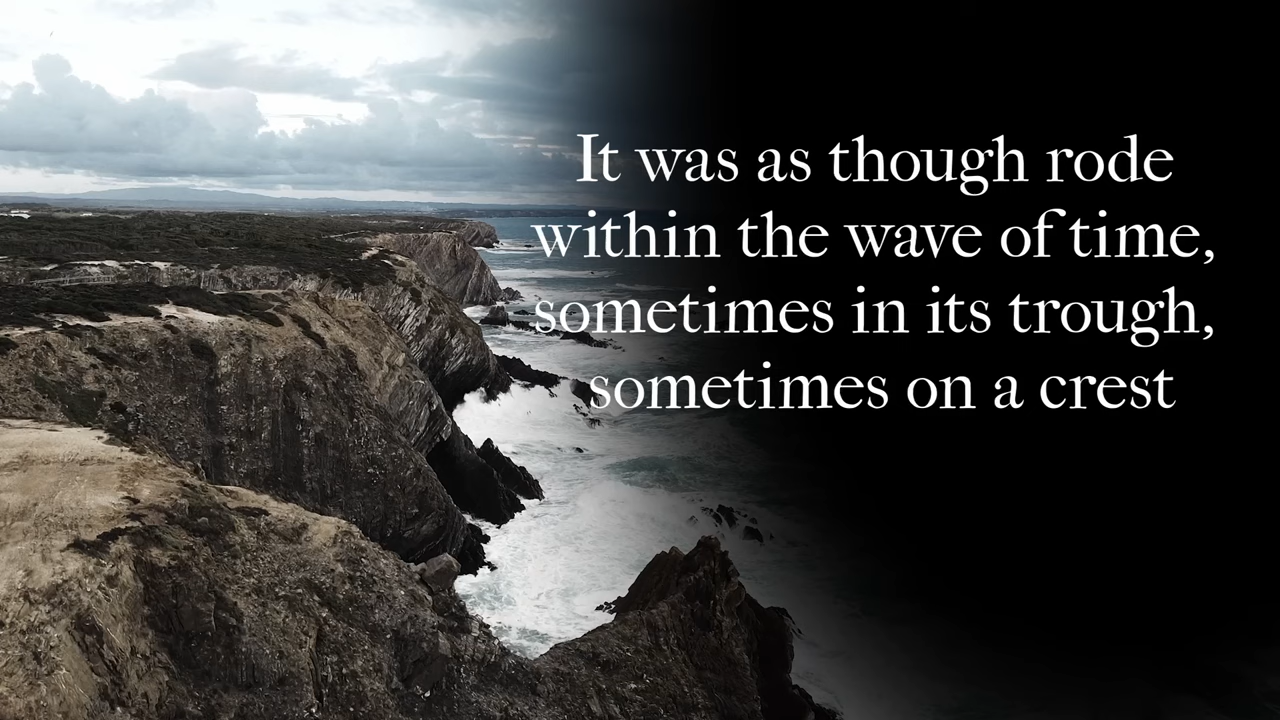 It was as though rode
within the wave of time,
sometimes in its trough,
sometimes on a crest